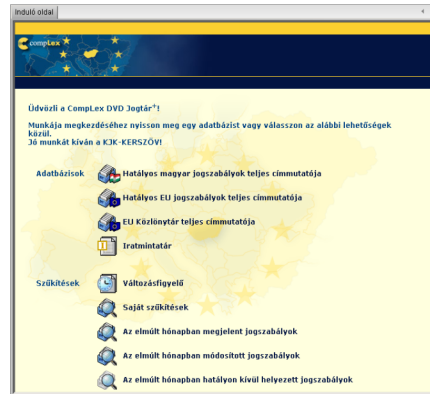 Induló oldal
compLex
Üdvözli a CompLex DVD Jogtár+!
Munkája megkezdéséhez nyisson meg egy adatbázist vagy válasszon az alábbi lehetőségek
közül.
Jó munkát kíván a KJK-KERSZÖV!
Adatbázisok
Hatályos magyar jogszabályok teljes címmutatója
Hatályos EU jogszabályok teljes címmutatója
EU Közlönytár teljes címmutatója
Iratmintatár
Szűkítések
Változásfigyelő
Saját szűkítések
Az elmúlt hónapban megjelent jogszabályok
Az elmúlt hónapban módosított jogszabályok
Az elmúlt hónapban hatályon kívül helyezett jogszabályok